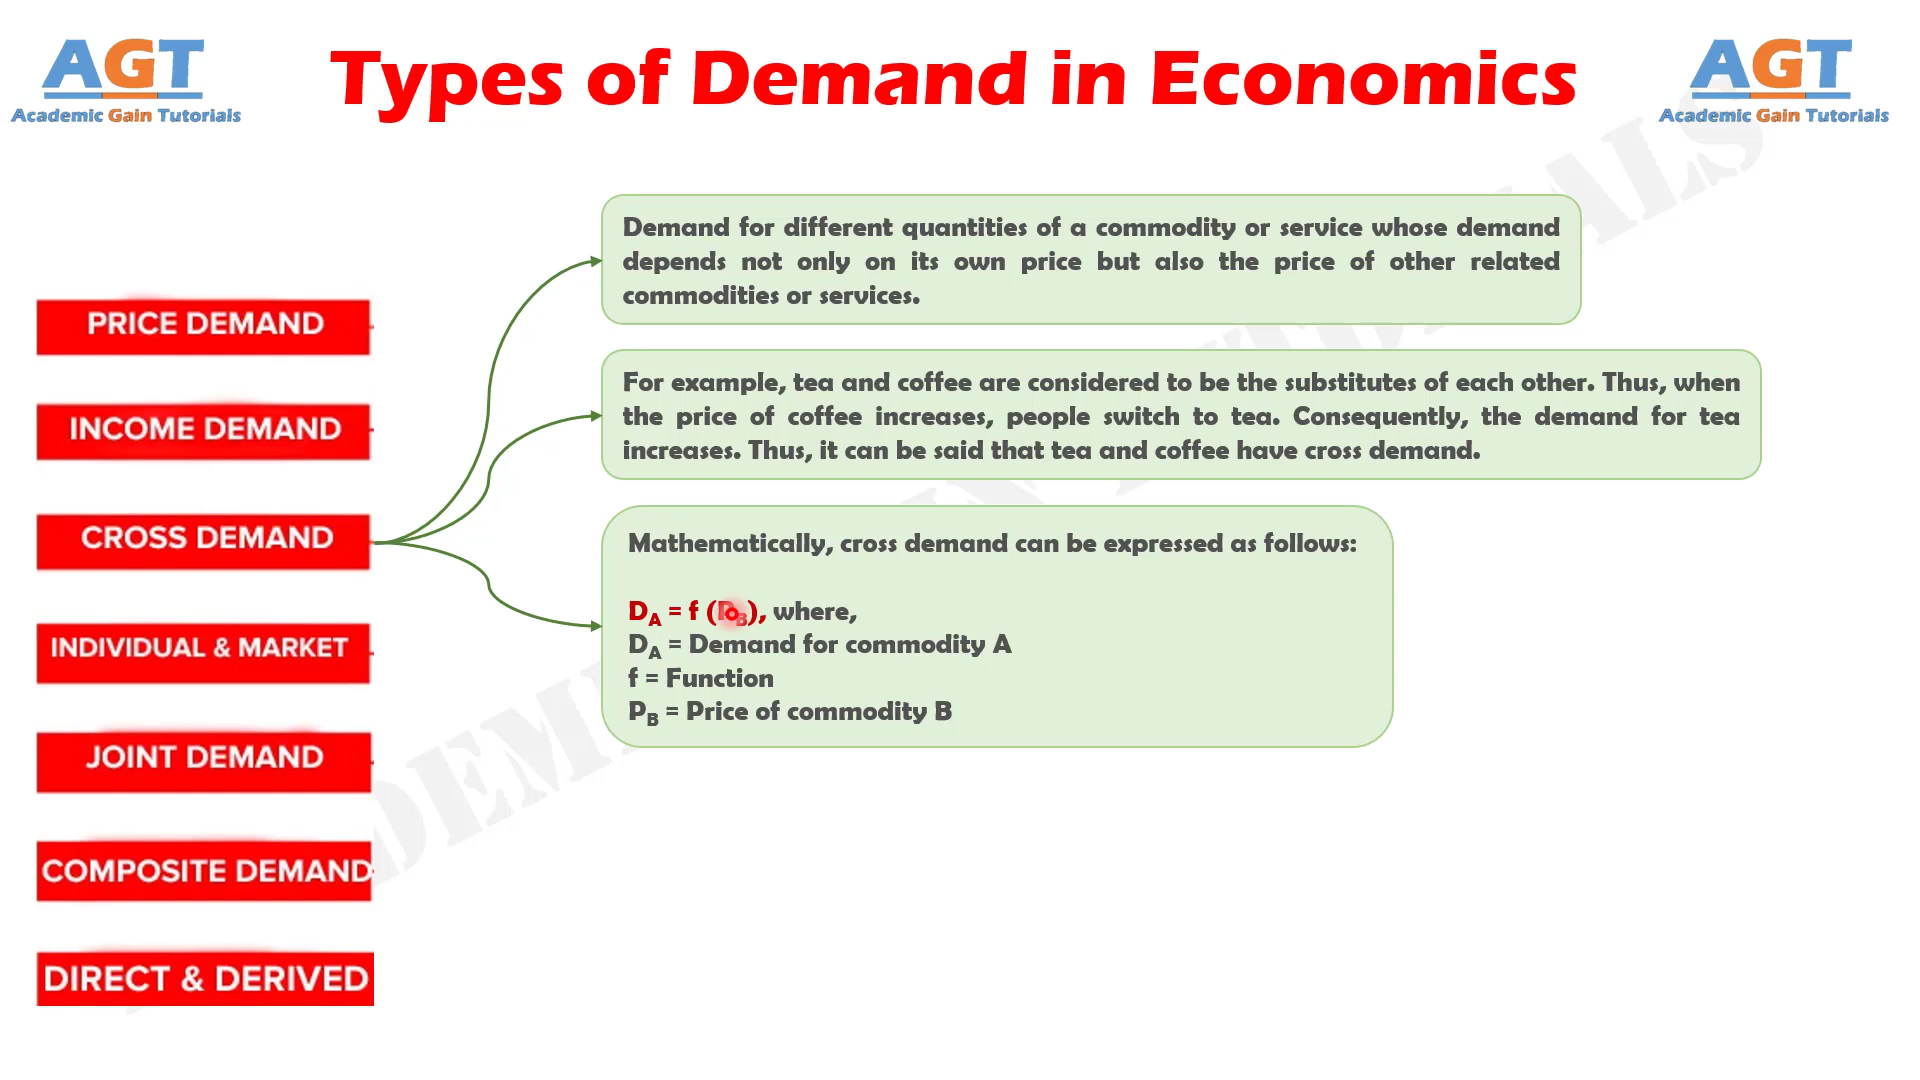 AGT
Academic Gain Tutorials
Types of Demand in Economics
AGT
Academic Gain Tutorials
PRICE DEMAND
INCOME DEMAND
CROSS DEMAND
INDIVIDUAL & MARKET
JOINT DEMAND
COMPOSITE DEMAND
DIRECT & DERIVED
Demand for different quantities of a commodity or service whose demand
depends not only on its own price but also the price of other related
commodities or services.
For example, tea and coffee are considered to be the substitutes of each other. Thus, when
the price of coffee increases, people switch to tea. Consequently, the demand for tea
increases. Thus, it can be said that tea and coffee have cross demand.
Mathematically, cross demand can be expressed as follows:
D_A = f (P_B), where,
D_A = Demand for commodity A
f = Function
P_B = Price of commodity B